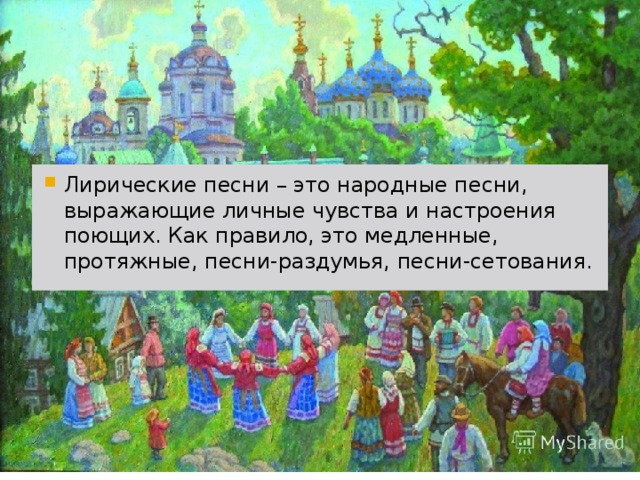 Лирические песни – это народные песни,
выражающие личные чувства и настроения
поющих. Как правило, это медленные,
протяжные, песни-раздумья, песни-сетования.
MyShared